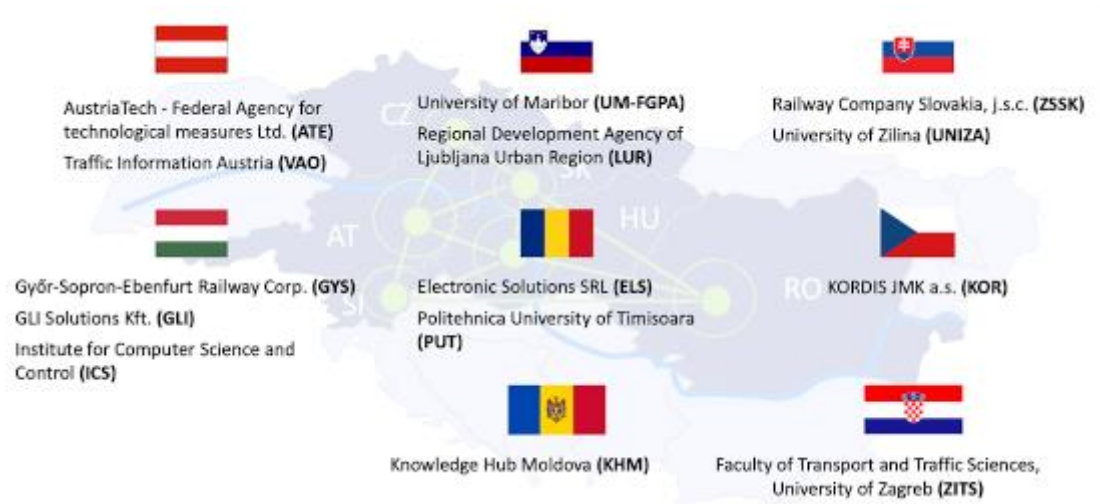 AustriaTech - Federal Agency for
technological measures Ltd. (ATE)
Traffic Information Austria (VAO)
University of Maribor (UM-FGPA)
Regional Development Agency of
Ljubljana Urban Region (LUR)
Railway Company Slovakia, j.s.c. (ZSSK)
University of Zilina (UNIZA)
CZ
SK
AT
HU
SI
RO
Győr-Sopron-Ebenfurt Railway Corp. (GYS)
GLI Solutions Kft. (GLI)
Institute for Computer Science and
Control (ICS)
Electronic Solutions SRL (ELS)
Politehnica University of Timisoara
(PUT)
KORDIS JMK a.s. (KOR)
Knowledge Hub Moldova (KHM)
Faculty of Transport and Traffic Sciences,
University of Zagreb (ZITS)